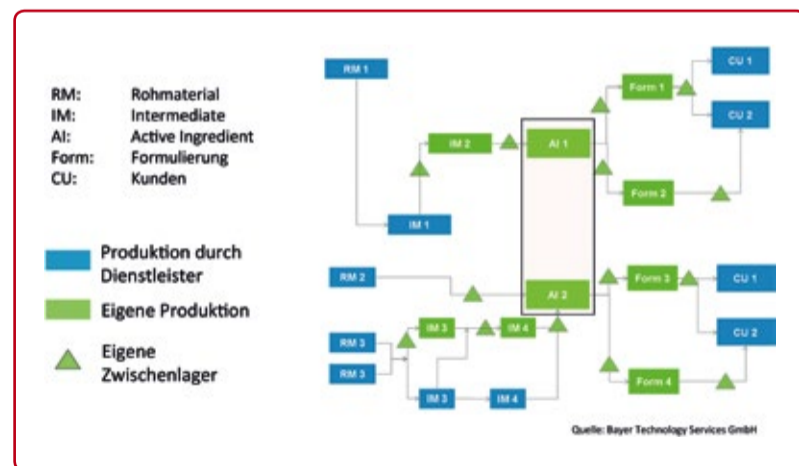 RM: Rohmaterial
IM: Intermediate
AI: Active Ingredient
Form: Formulierung
CU: Kunden
Produktion durch
Dienstleister
Eigene Produktion
Eigene
Zwischenlager
RM 1
IM 2
IM 1
AI 1
Form 1
CU 1
CU 2
Form 2
RM 2
AI 2
Form 3
CU 1
RM 3
IM 3
IM 4
CU 2
RM 3
IM 3
IM 4
Form 4
Quelle: Bayer Technology Services GmbH